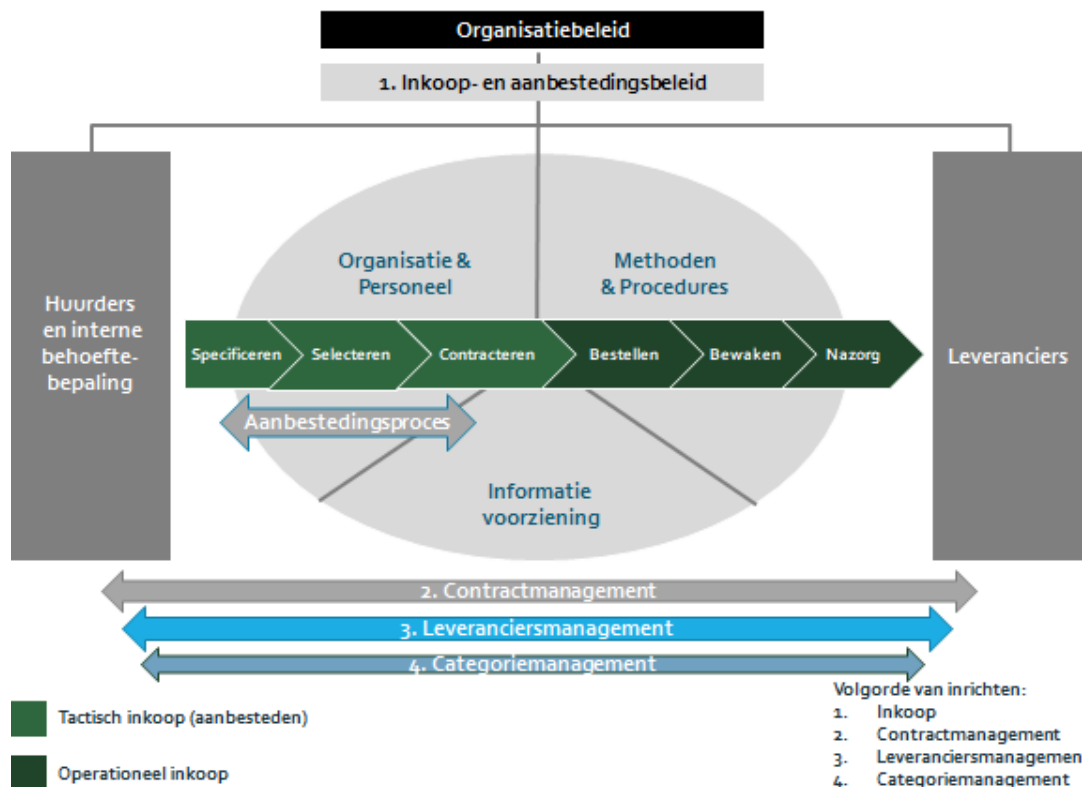 Organisatiebeleid
1. Inkoop- en aanbestedingsbeleid
Huurders
en interne
behoefte-
bepaling
Organisatie &
Personeel
Methoden
& Procedures
Specificeren
Selecteren
Contracteren
Bestellen
Bewaken
Nazorg
Leveranciers
Aanbestedingsproces
Informatie
voorziening
2. Contractmanagement
3. Leveranciersmanagement
4. Categoriemanagement
Tactisch inkoop (aanbesteden)
Operationeel inkoop
Volgorde van inrichten:
1. Inkoop
2. Contractmanagement
3. Leveranciersmanagemen
4. Categoriemanagement